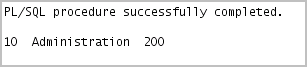 PL/SQL procedure successfully completed.
10  Administration  200